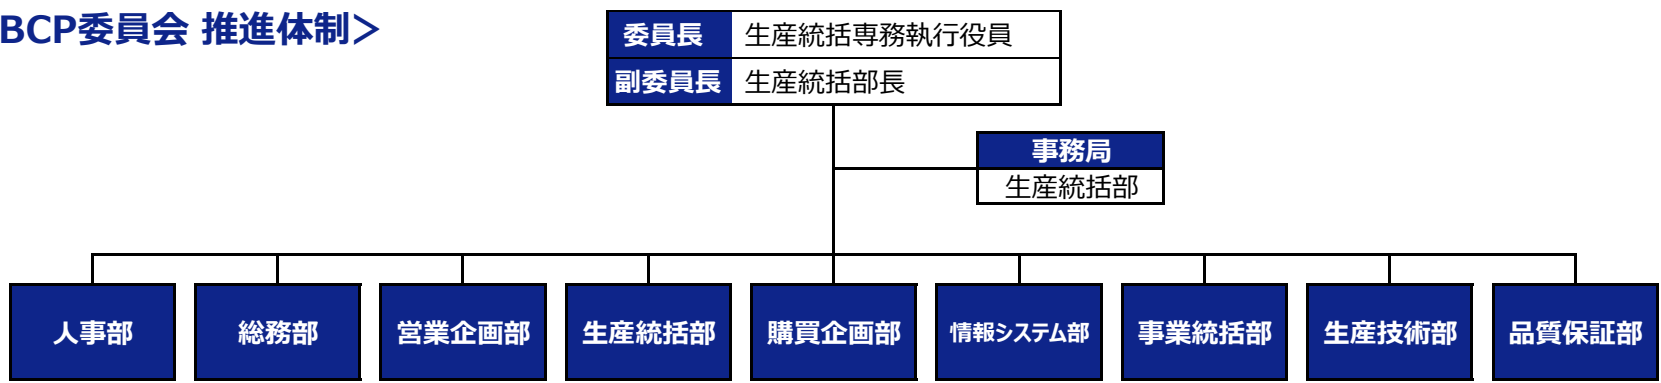 BCP委員会 推進体制＞
委員長 生産統括専務執行役員
副委員長 生産統括部長
事務局
生産統括部
人事部 総務部 営業企画部 生産統括部 購買企画部 情報システム部 事業統括部 生産技術部 品質保証部